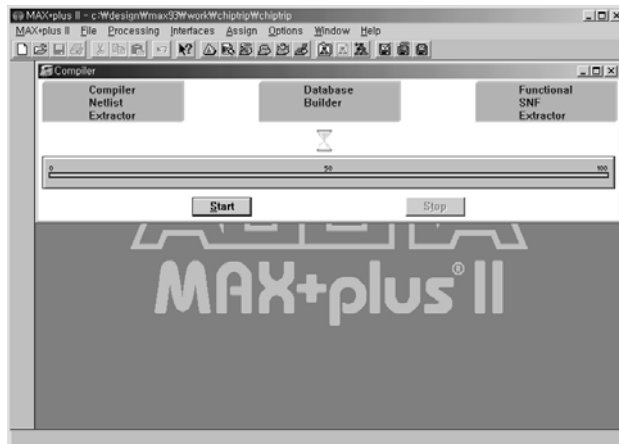 MAX+plus II - c:₩design₩max93₩work₩chiptrip₩chiptrip
MAX+plus II File Processing Interfaces Assign Options Window Help
Compiler
Compiler
Netlist
Extractor
Database
Builder
Functional
SNF
Extractor
0 50 100
Start Stop
MAX+plus® II